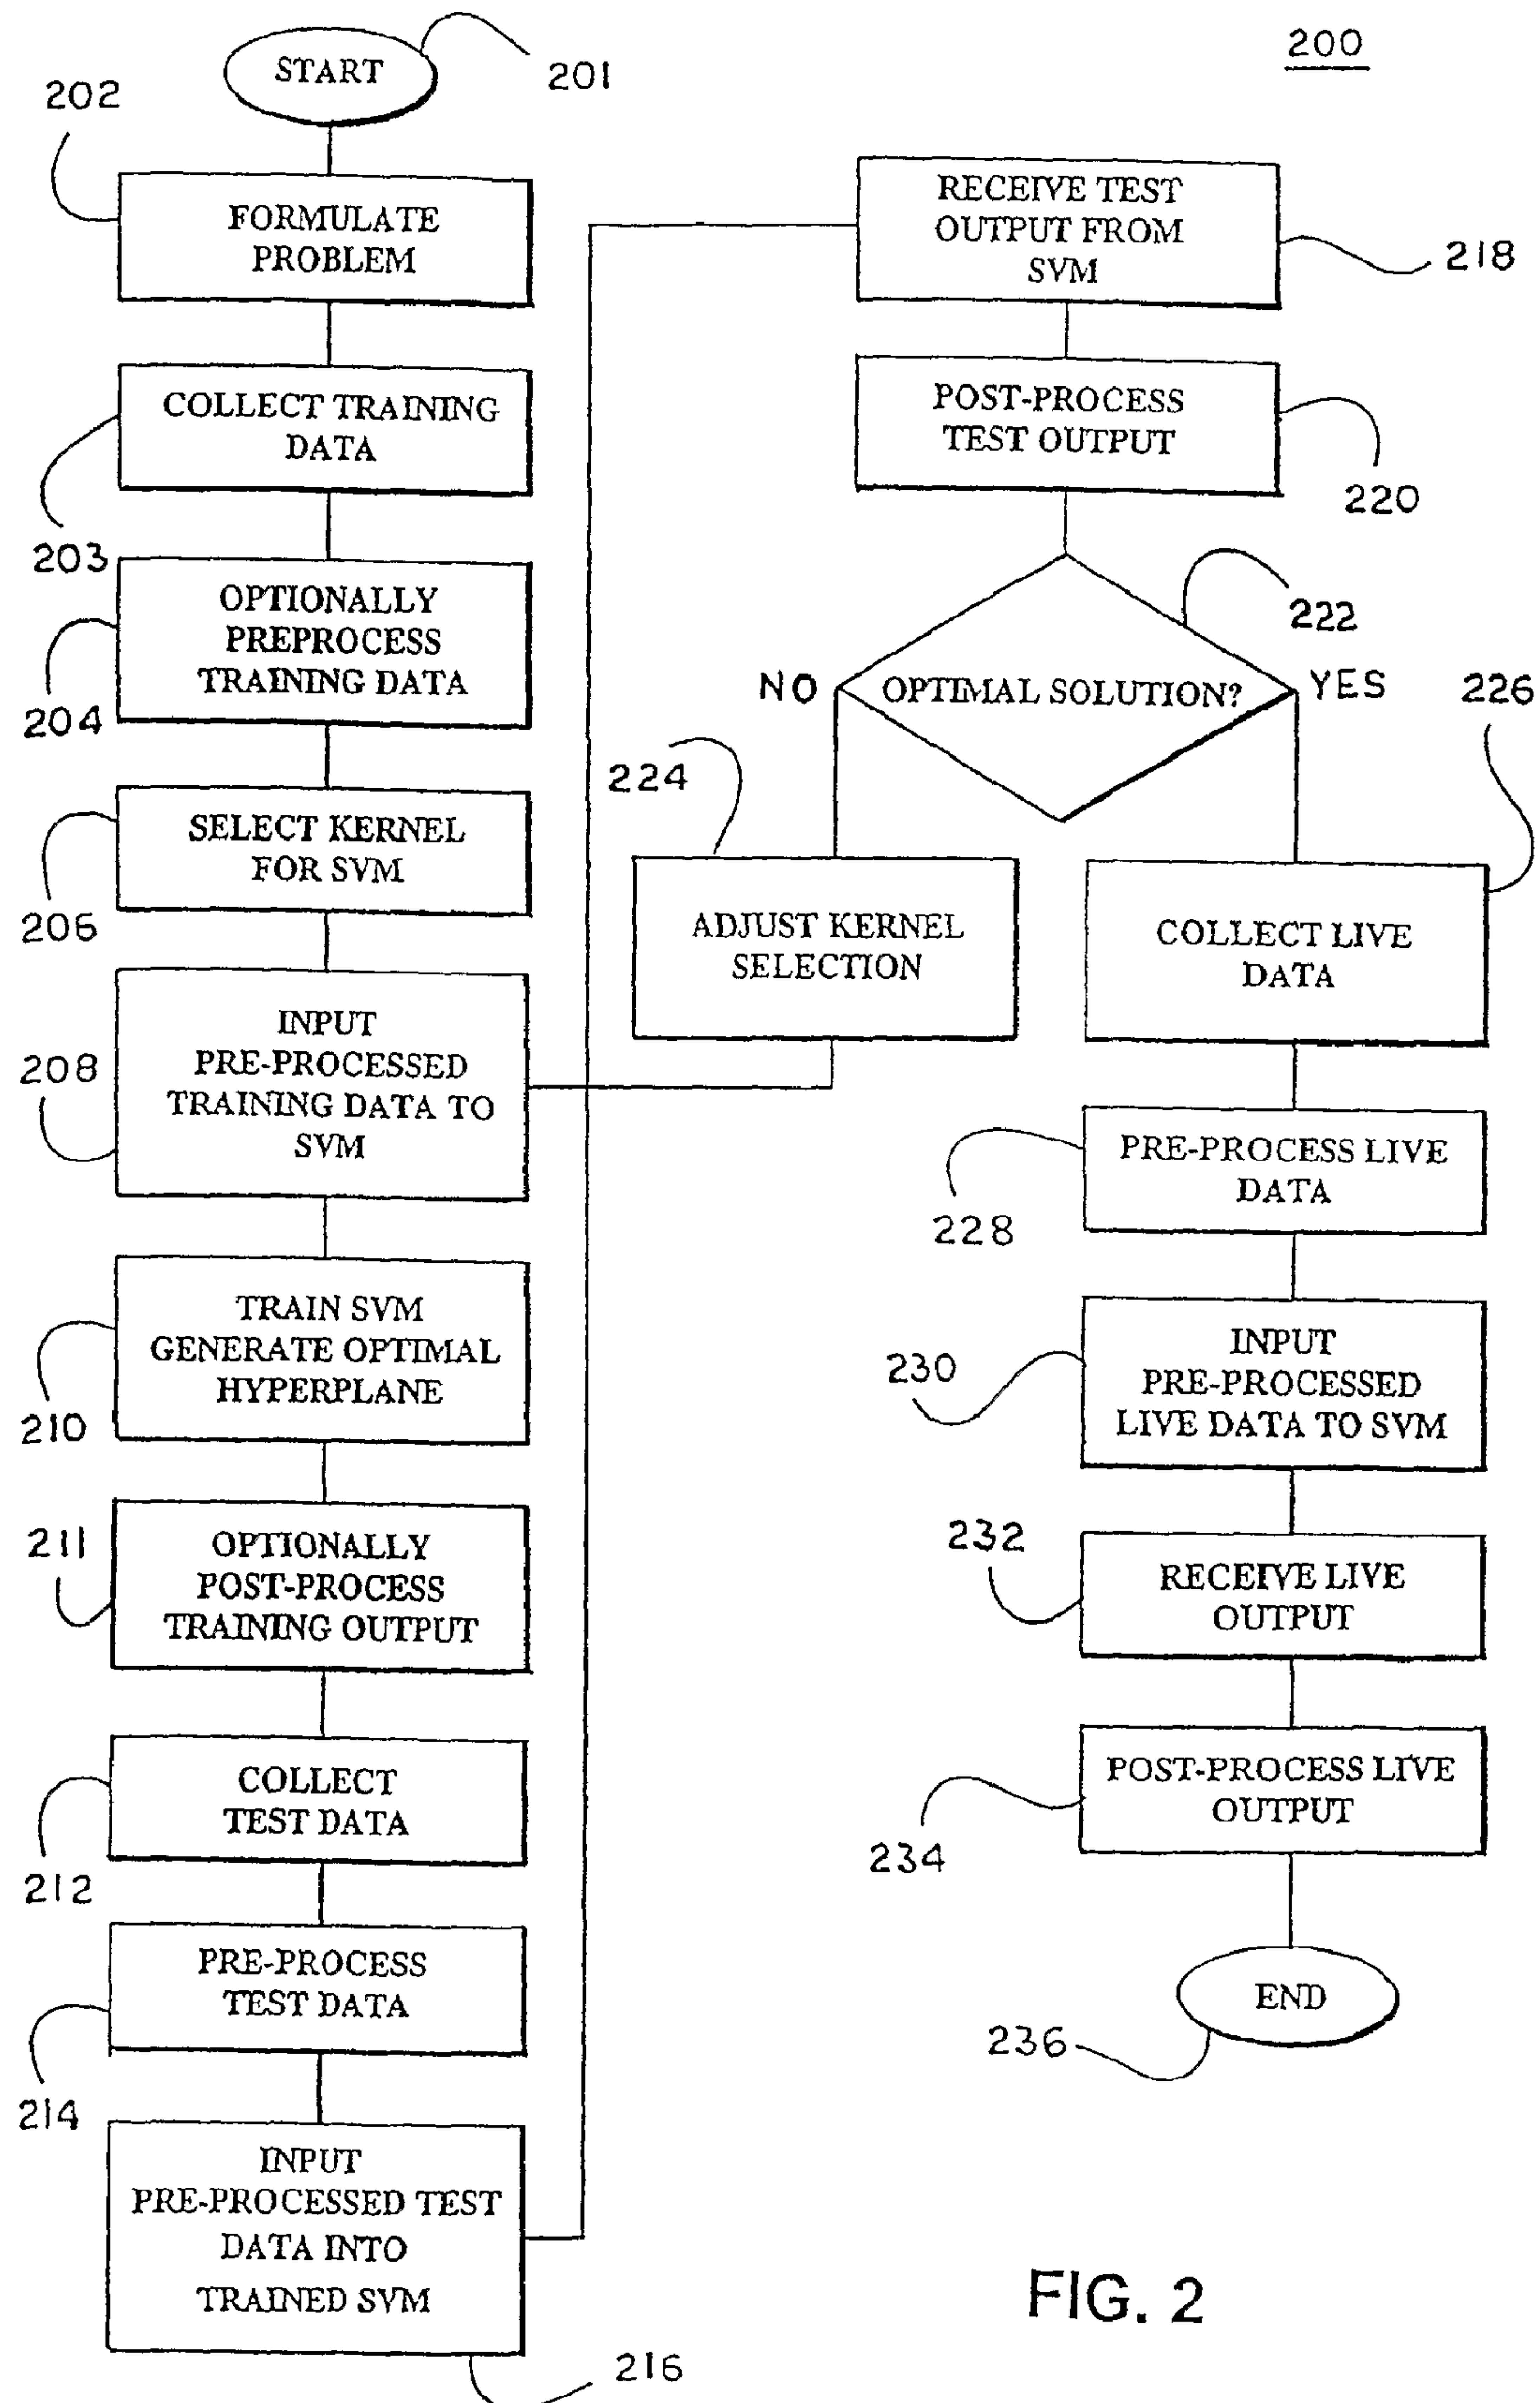 200
START
201
202
FORMULATE
PROBLEM
COLLECT TRAINING
DATA
203
OPTIONALLY
PREPROCESS
TRAINING DATA
204
SELECT KERNEL
FOR SVM
206
INPUT
PRE-PROCESSED
TRAINING DATA TO
SVM
208
TRAIN SVM
GENERATE OPTIMAL
HYPERPLANE
210
211
OPTIONALLY
POST-PROCESS
TRAINING OUTPUT
COLLECT
TEST DATA
212
PRE-PROCESS
TEST DATA
214
INPUT
PRE-PROCESSED TEST
DATA INTO
TRAINED SVM
216
RECEIVE TEST
OUTPUT FROM
SVM
218
POST-PROCESS
TEST OUTPUT
220
222
NO
OPTIMAL SOLUTION?
YES
224
ADJUST KERNEL
SELECTION
226
COLLECT LIVE
DATA
PRE-PROCESS LIVE
DATA
228
INPUT
PRE-PROCESSED
LIVE DATA TO SVM
230
232
RECEIVE LIVE
OUTPUT
POST-PROCESS LIVE
OUTPUT
234
END
236
FIG. 2